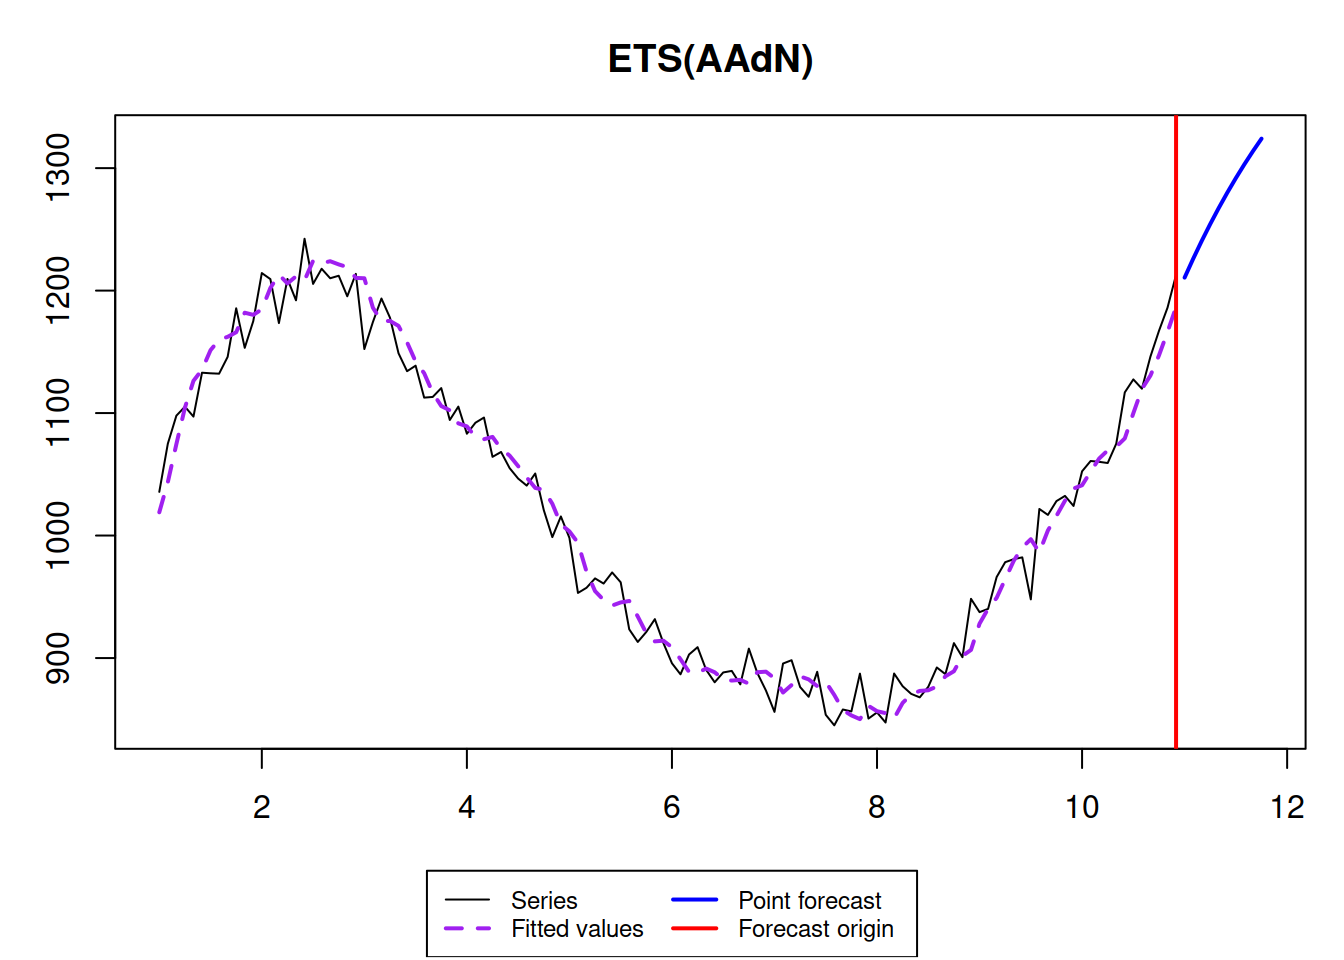 ETS(AAdN)
1300
1200
1100
1000
900
2 4 6 8 10 12
Series Point forecast
Fitted values Forecast origin